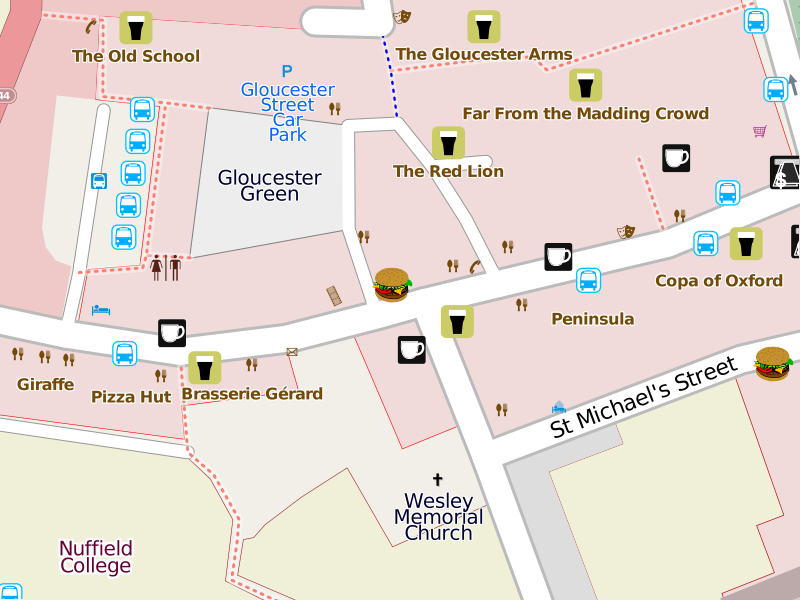 The Old School
The Gloucester Arms
P
Gloucester
Street
Car
Park
44
Far From the Madding Crowd
The Red Lion
Gloucester
Green
Copa of Oxford
Peninsula
Giraffe
Pizza Hut
Brasserie Gérard
St Michael's Street
Wesley
Memorial
Church
Nuffield
College